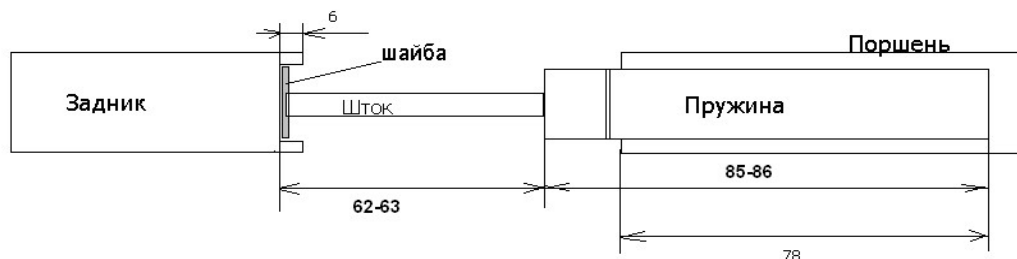 6
шайба
Поршень
Задник
Шток
Пружина
85-86
62-63
78